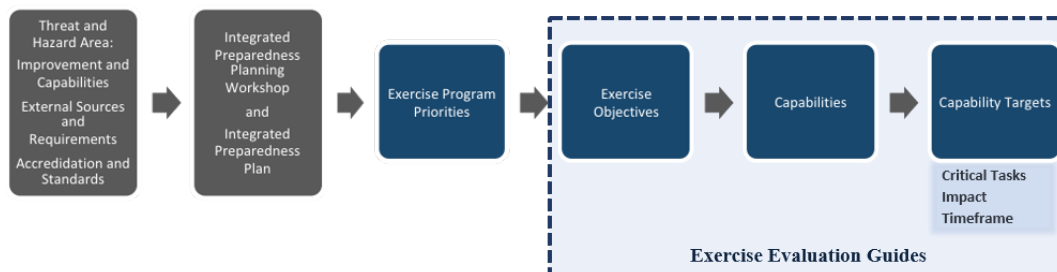 Threat and
Hazard Area:
Improvement and
Capabilities
External Sources
and
Requirements
Accredidation and
Standards
Integrated
Preparedness
Planning
Workshop
and
Integrated
Preparedness
Plan
Exercise Program
Priorities
Exercise
Objectives
Capabilities
Capability Targets
Critical Tasks
Impact
Timeframe
Exercise Evaluation Guides